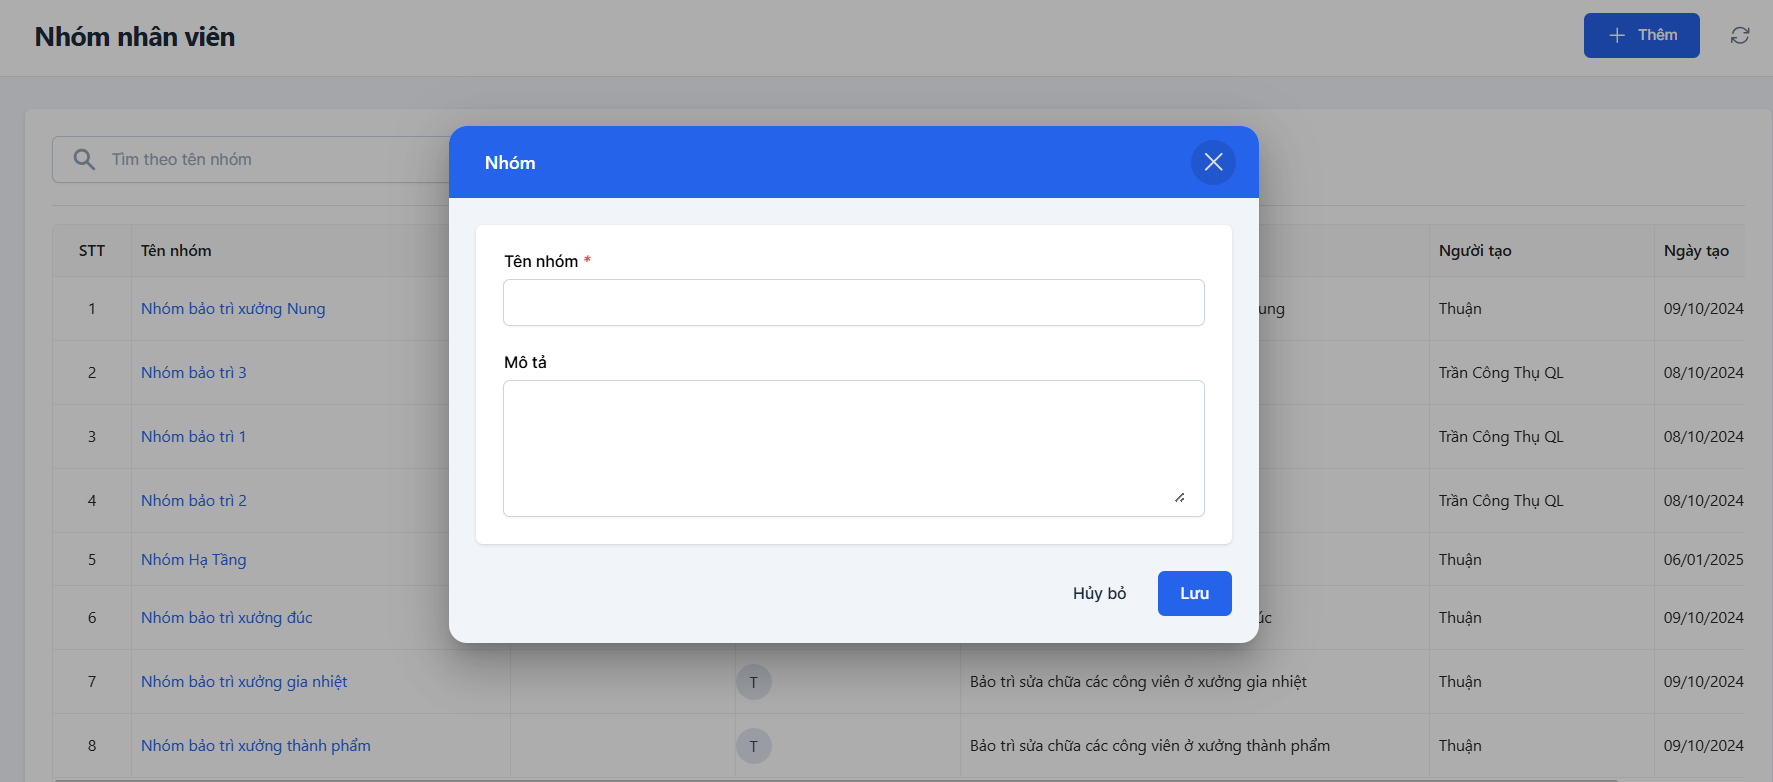 Nhóm nhân viên
Thêm
Tìm theo tên nhóm
Nhóm
Tên nhóm *
Mô tả
Hủy bỏ
Lưu
STT Tên nhóm Người tạo Ngày tạo
1 Nhóm bảo trì xưởng Nung Thuận 09/10/2024
2 Nhóm bảo trì 3 Trần Công Thụ QL 08/10/2024
3 Nhóm bảo trì 1 Trần Công Thụ QL 08/10/2024
4 Nhóm bảo trì 2 Trần Công Thụ QL 08/10/2024
5 Nhóm Hạ Tầng Thuận 06/01/2025
6 Nhóm bảo trì xưởng đúc Thuận 09/10/2024
7 Nhóm bảo trì xưởng gia nhiệt T Bảo trì sửa chữa các công viên ở xưởng gia nhiệt Thuận 09/10/2024
8 Nhóm bảo trì xưởng thành phẩm T Bảo trì sửa chữa các công viên ở xưởng thành phẩm Thuận 09/10/2024